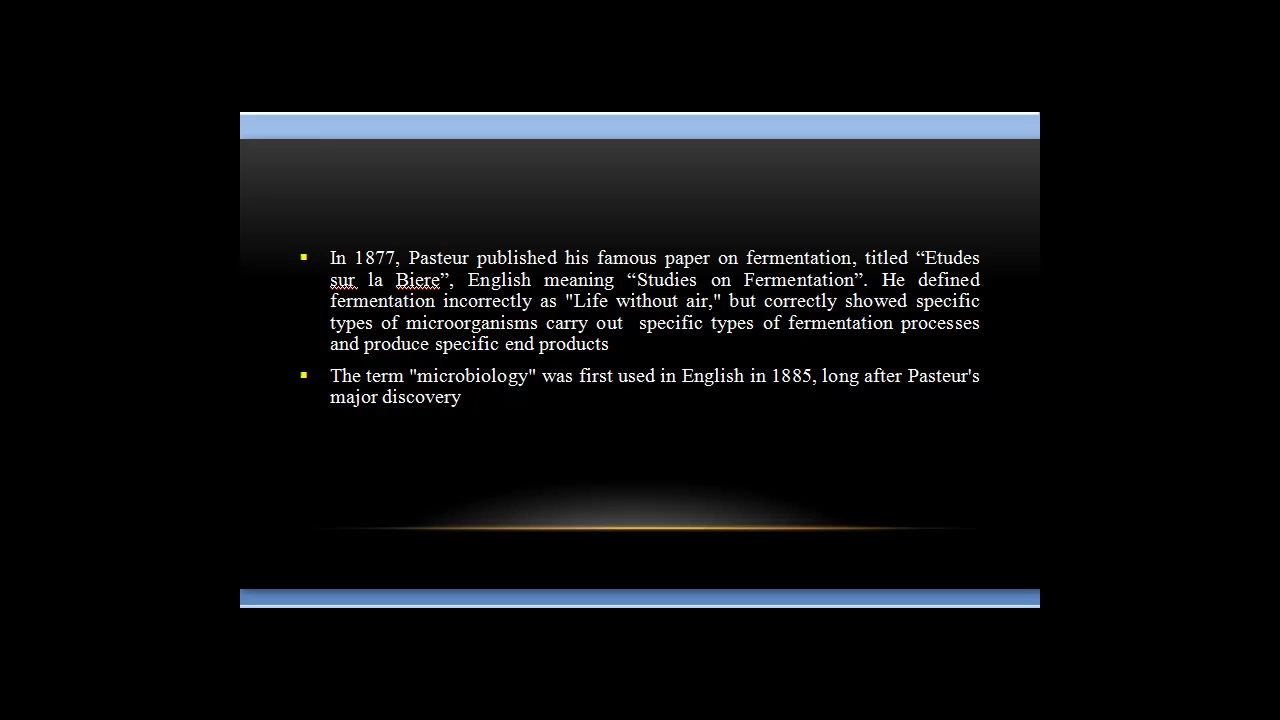 In 1877, Pasteur published his famous paper on fermentation, titled “Etudes
sur la Biere”, English meaning “Studies on Fermentation”. He defined
fermentation incorrectly as "Life without air," but correctly showed specific
types of microorganisms carry out  specific types of fermentation processes
and produce specific end products
The term "microbiology" was first used in English in 1885, long after Pasteur's
major discovery